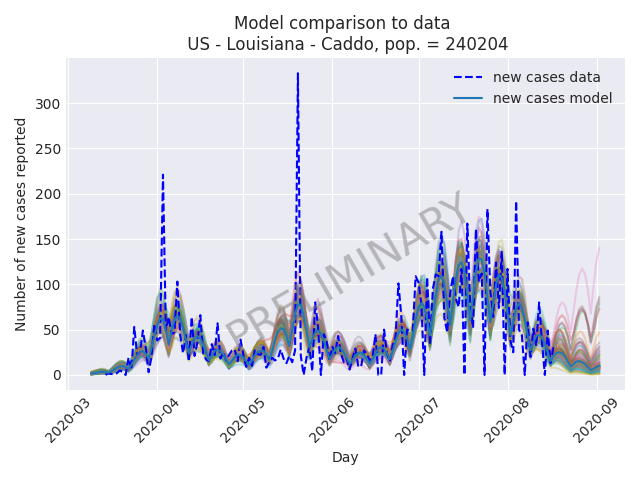 Model comparison to data
US - Louisiana - Caddo, pop. = 240204
Number of new cases reported
300
250
200
150
100
50
0
new cases data
new cases model
PRELIMINARY
2020-03
2020-04
2020-05
2020-06
2020-07
2020-08
2020-09
Day